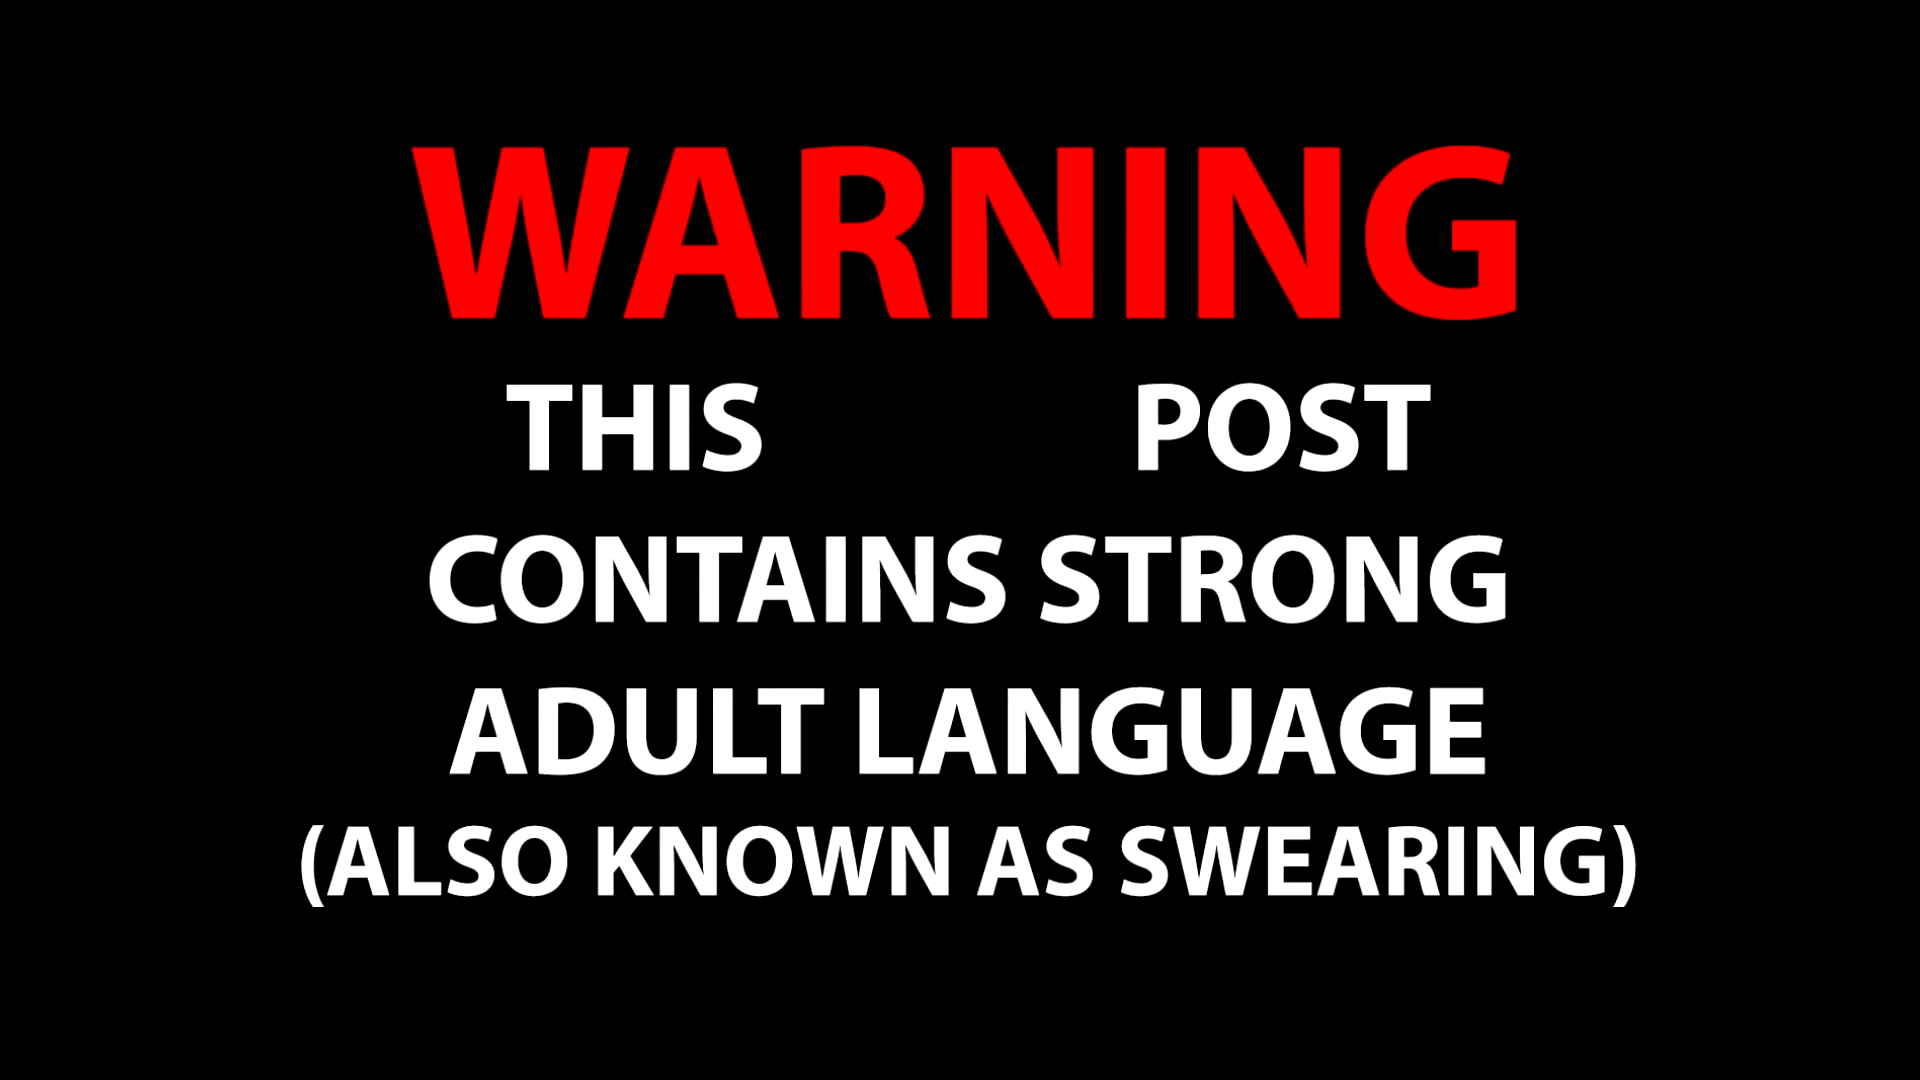 WARNING
THIS POST
CONTAINS STRONG
ADULT LANGUAGE
(ALSO KNOWN AS SWEARING)